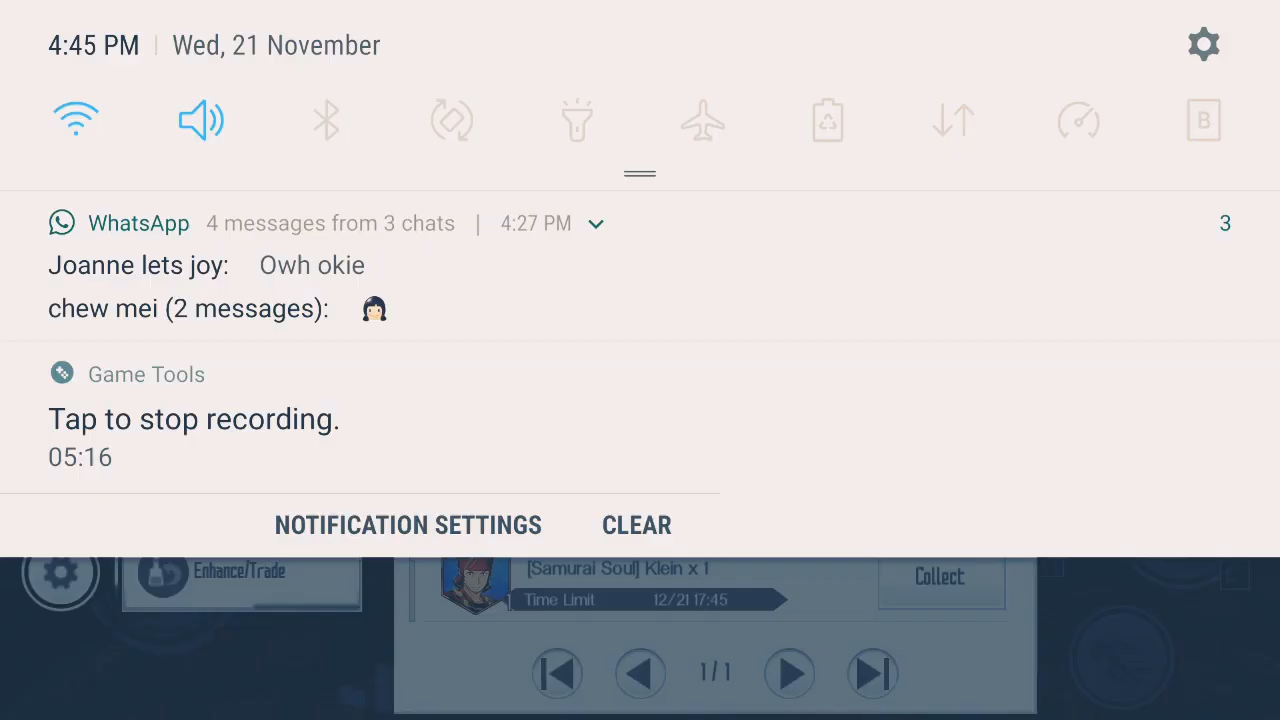 4:45 PM | Wed, 21 November
B
WhatsApp 4 messages from 3 chats | 4:27 PM 3
Joanne lets joy: Owh okie
chew mei (2 messages):
Game Tools
Tap to stop recording.
05:16
NOTIFICATION SETTINGS CLEAR
Enhance/Trade
[Samurai Soul] Klein x 1
Collect
Time Limit 12/21 17:45
1/1